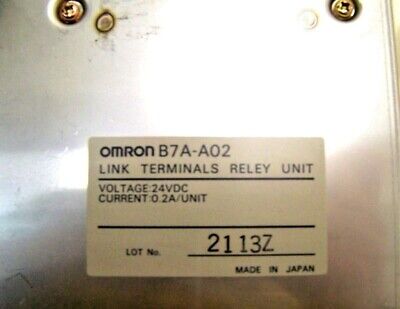 OMRON B7A-A02
LINK TERMINALS RELEY UNIT
VOLTAGE:24VDC
CURRENT:0.2A/UNIT
LOT No. 2113Z
MADE IN JAPAN